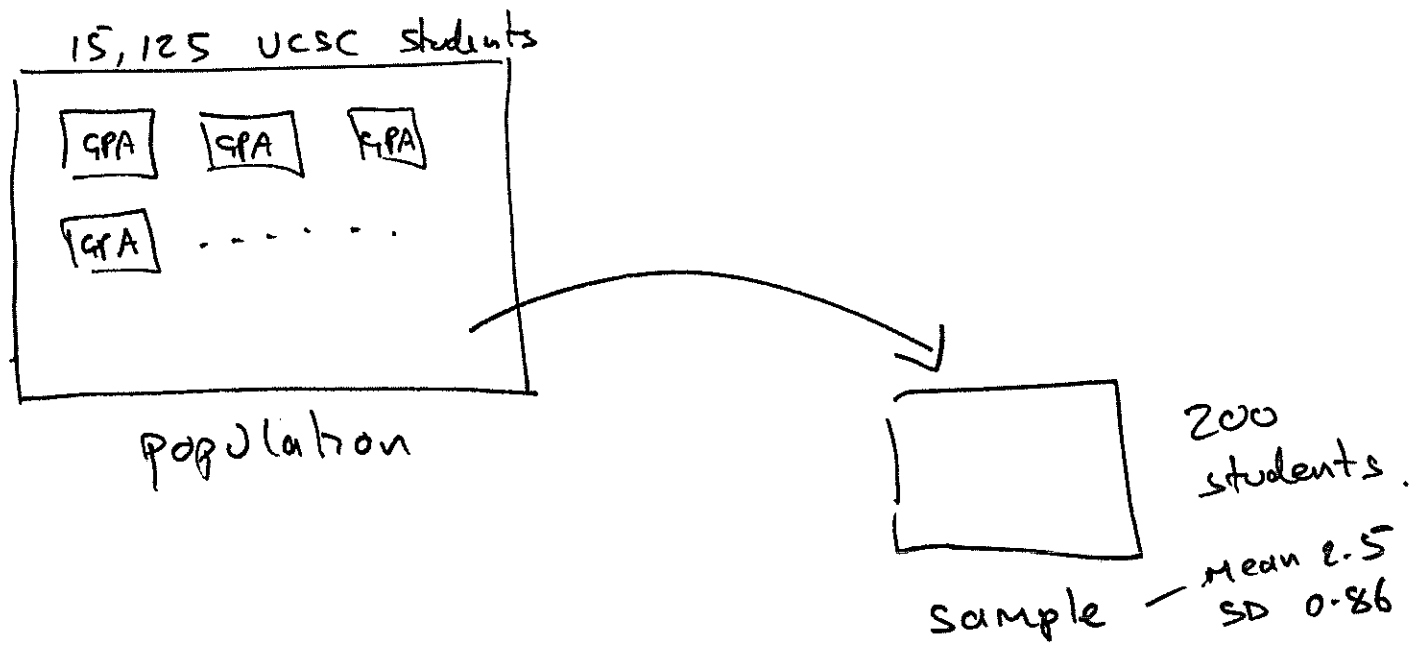 15,125 UCSC students
GPA GPA GPA
GPA .......
population
200
students.
sample - Mean 2.5
SD 0.86